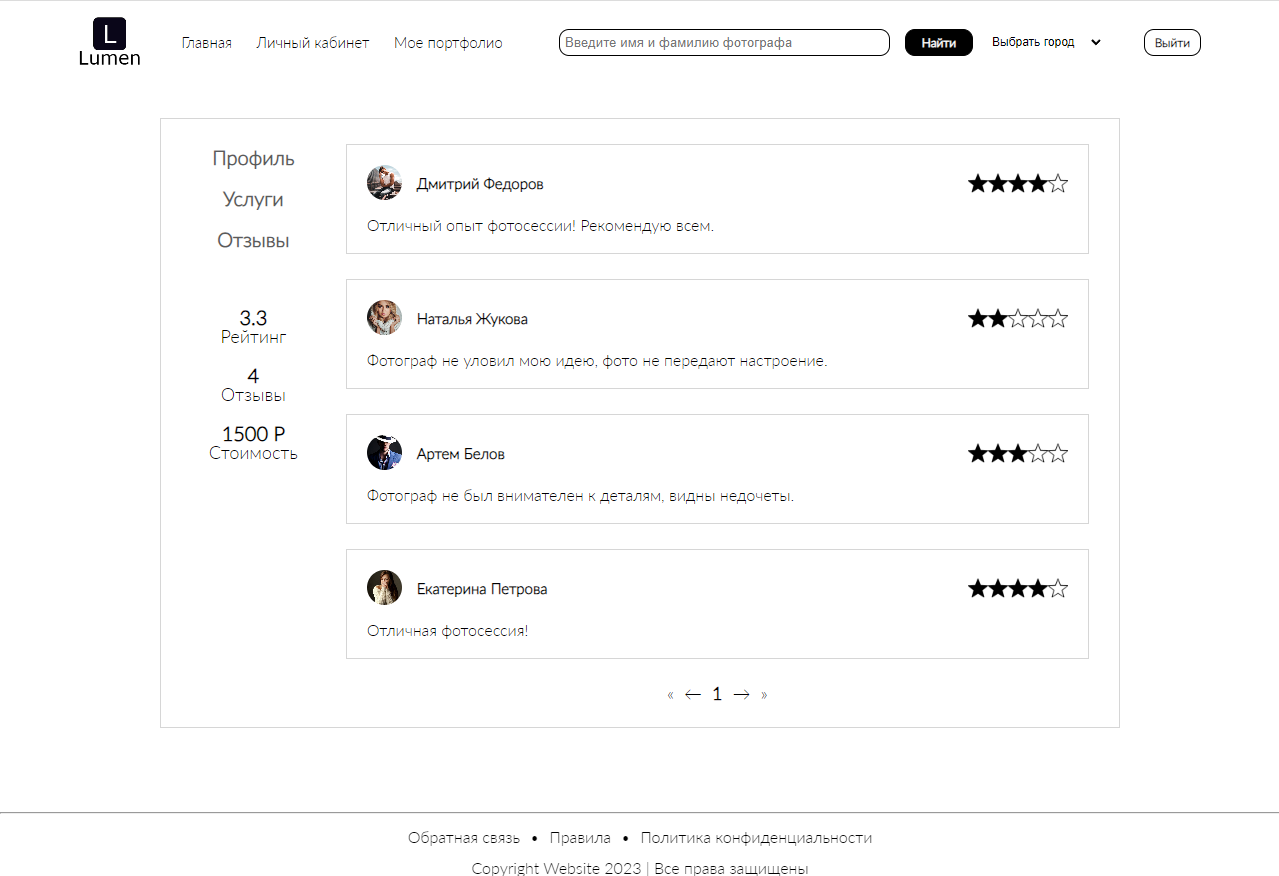 L
Lumen
Главная Личный кабинет Мое портфолио Введите имя и фамилию фотографа Найти Выбрать город Выйти
Профиль
Услуги
Отзывы
3.3
Рейтинг
4
Отзывы
1500 Р
Стоимость
Дмитрий Федоров
Отличный опыт фотосессии! Рекомендую всем.
Наталья Жукова
Фотограф не уловил мою идею, фото не передают настроение.
Артем Белов
Фотограф не был внимателен к деталям, видны недочеты.
Екатерина Петрова
Отличная фотосессия!
« ← 1 → »
Обратная связь • Правила • Политика конфиденциальности
Copyright Website 2023 | Все права защищены